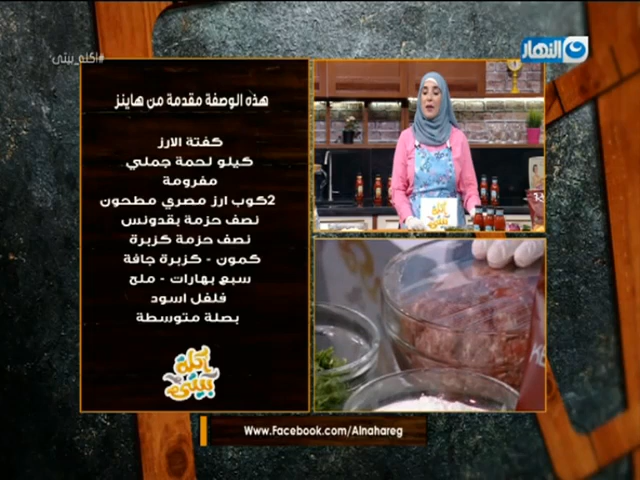 #اكله_بيتى
النهار
هذه الوصفة مقدمة من هاينز
كفتة الارز
كيلو لحمة جملي
مفرومة
2كوب ارز مصري مطحون
نصف حزمة بقدونس
نصف حزمة كزبرة
كمون - كزبرة جافة
سبع بهارات - ملح
فلفل اسود
بصلة متوسطة
أكلة
بيتي
www.Facebook.com/Alnahareg